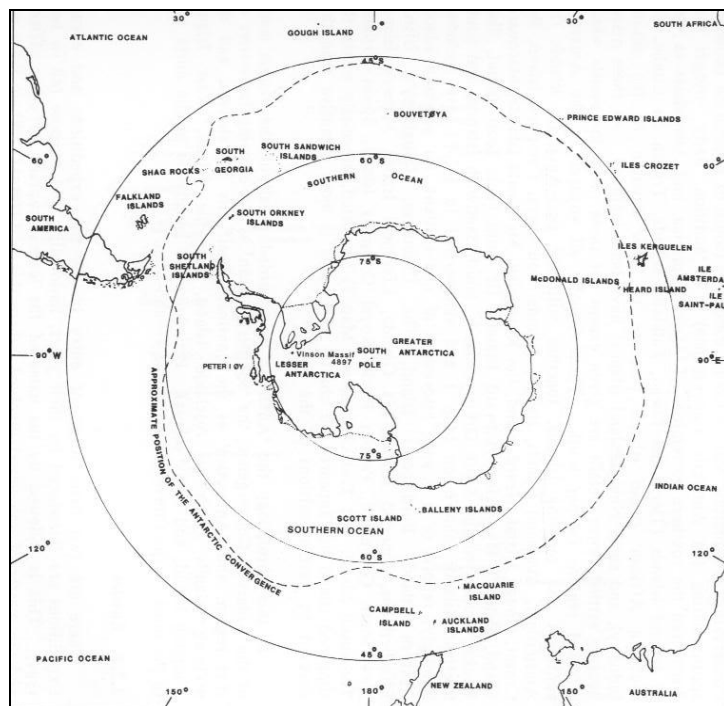 30°
0°
30°
SOUTH AFRICA
ATLANTIC OCEAN
GOUGH ISLAND
45°S
BOUVETØYA
PRINCE EDWARD ISLANDS
60°
SOUTH
GEORGIA
SOUTH SANDWICH
ISLANDS
60°S
ILES CROZET
60°
SHAG ROCKS
SOUTHERN OCEAN
FALKLAND
ISLANDS
SOUTH
AMERICA
SOUTH ORKNEY
ISLANDS
ILES KERGUELEN
SOUTH
SHETLAND
ISLANDS
75°S
ILE
AMSTERDA
McDONALD ISLANDS
HEARD ISLAND
ILE
SAINT-PAU
90°W
PETER I ØY
Vinson Massif
4897
LESSER
ANTARCTICA
SOUTH
POLE
GREATER
ANTARCTICA
90°E
APPROXIMATE POSITION OF THE ANTARCTIC CONVERGENCE
75°S
INDIAN OCEAN
SCOTT ISLAND
BALLENY ISLANDS
SOUTHERN OCEAN
120°
60°S
120°
MACQUARIE
ISLAND
CAMPBELL
ISLAND
AUCKLAND
ISLANDS
PACIFIC OCEAN
45°S
150°
180°
NEW ZEALAND
150°
AUSTRALIA